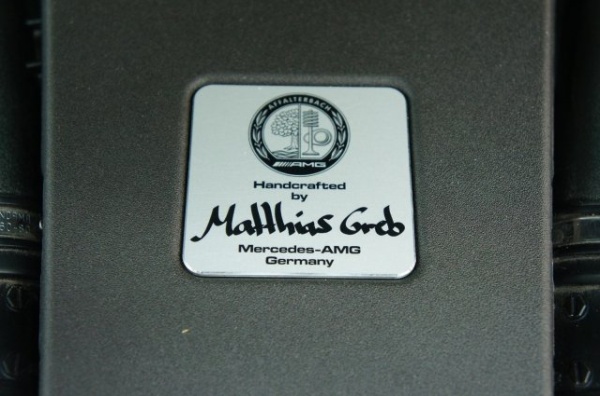 AFFALTERBACH
AMG
Handcrafted
by
Matthias Greb
Mercedes-AMG
Germany